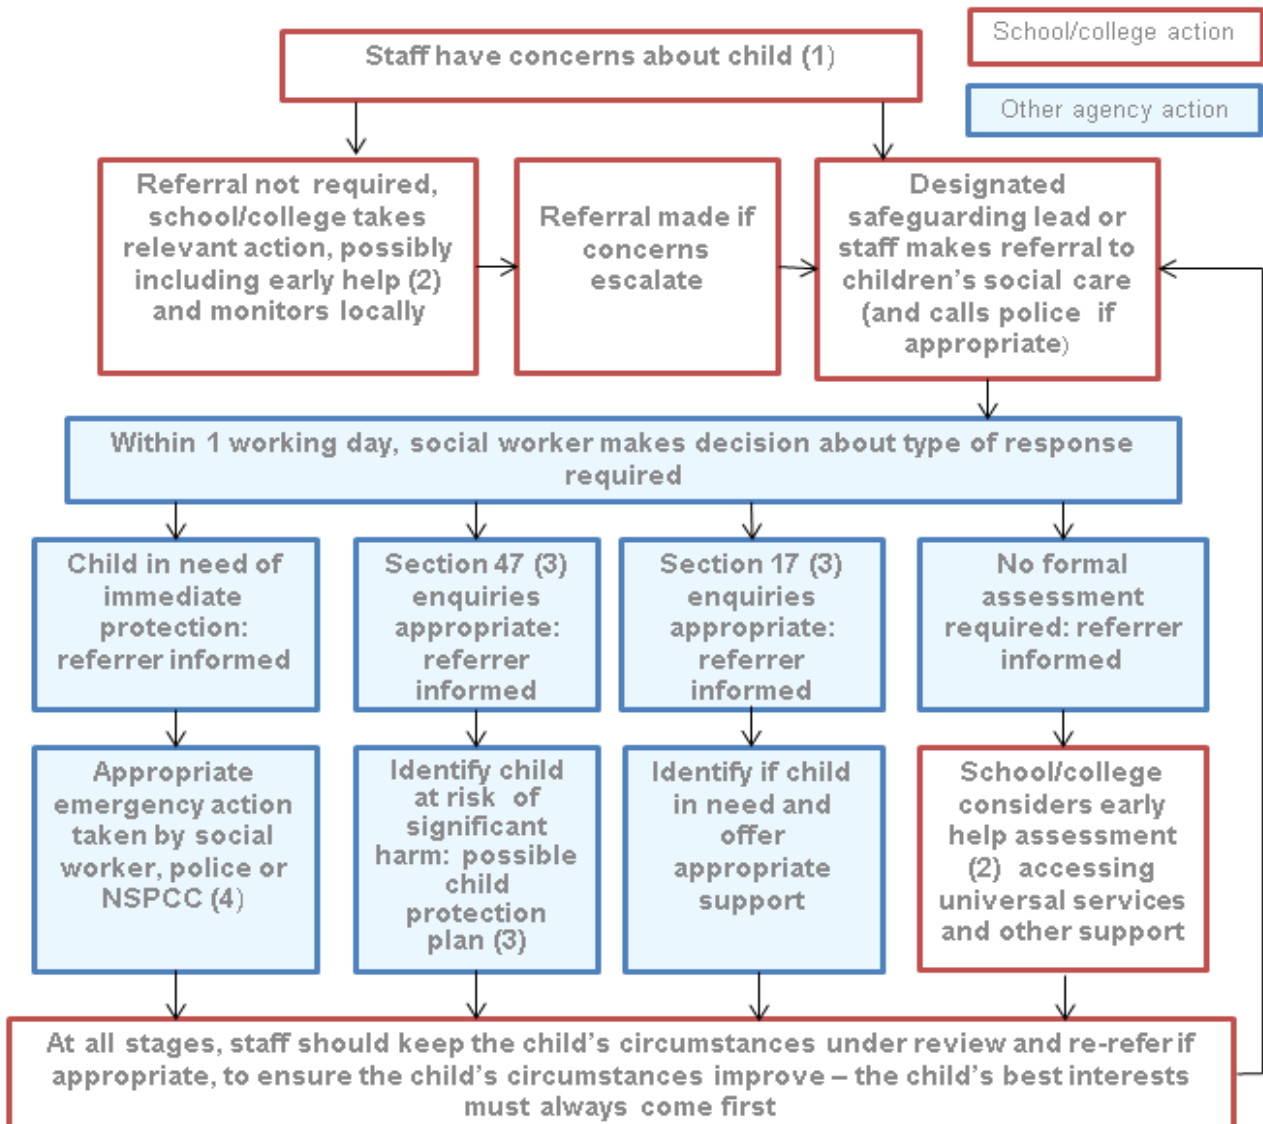 School/college action
Staff have concerns about child (1)
Other agency action
Referral not required,
school/college takes
relevant action, possibly
including early help (2)
and monitors locally
Referral made if
concerns
escalate
Designated
safeguarding lead or
staff makes referral to
children’s social care
(and calls police if
appropriate)
Within 1 working day, social worker makes decision about type of response
required
Child in need of
immediate
protection:
referrer informed
Section 47 (3)
enquiries
appropriate:
referrer
informed
Section 17 (3)
enquiries
appropriate:
referrer
informed
No formal
assessment
required: referrer
informed
Appropriate
emergency action
taken by social
worker, police or
NSPCC (4)
Identify child
at risk of
significant
harm: possible
child
protection
plan (3)
Identify if child
in need and
offer
appropriate
support
School/college
considers early
help assessment
(2) accessing
universal services
and other support
At all stages, staff should keep the child’s circumstances under review and re-refer if
appropriate, to ensure the child’s circumstances improve – the child’s best interests
must always come first